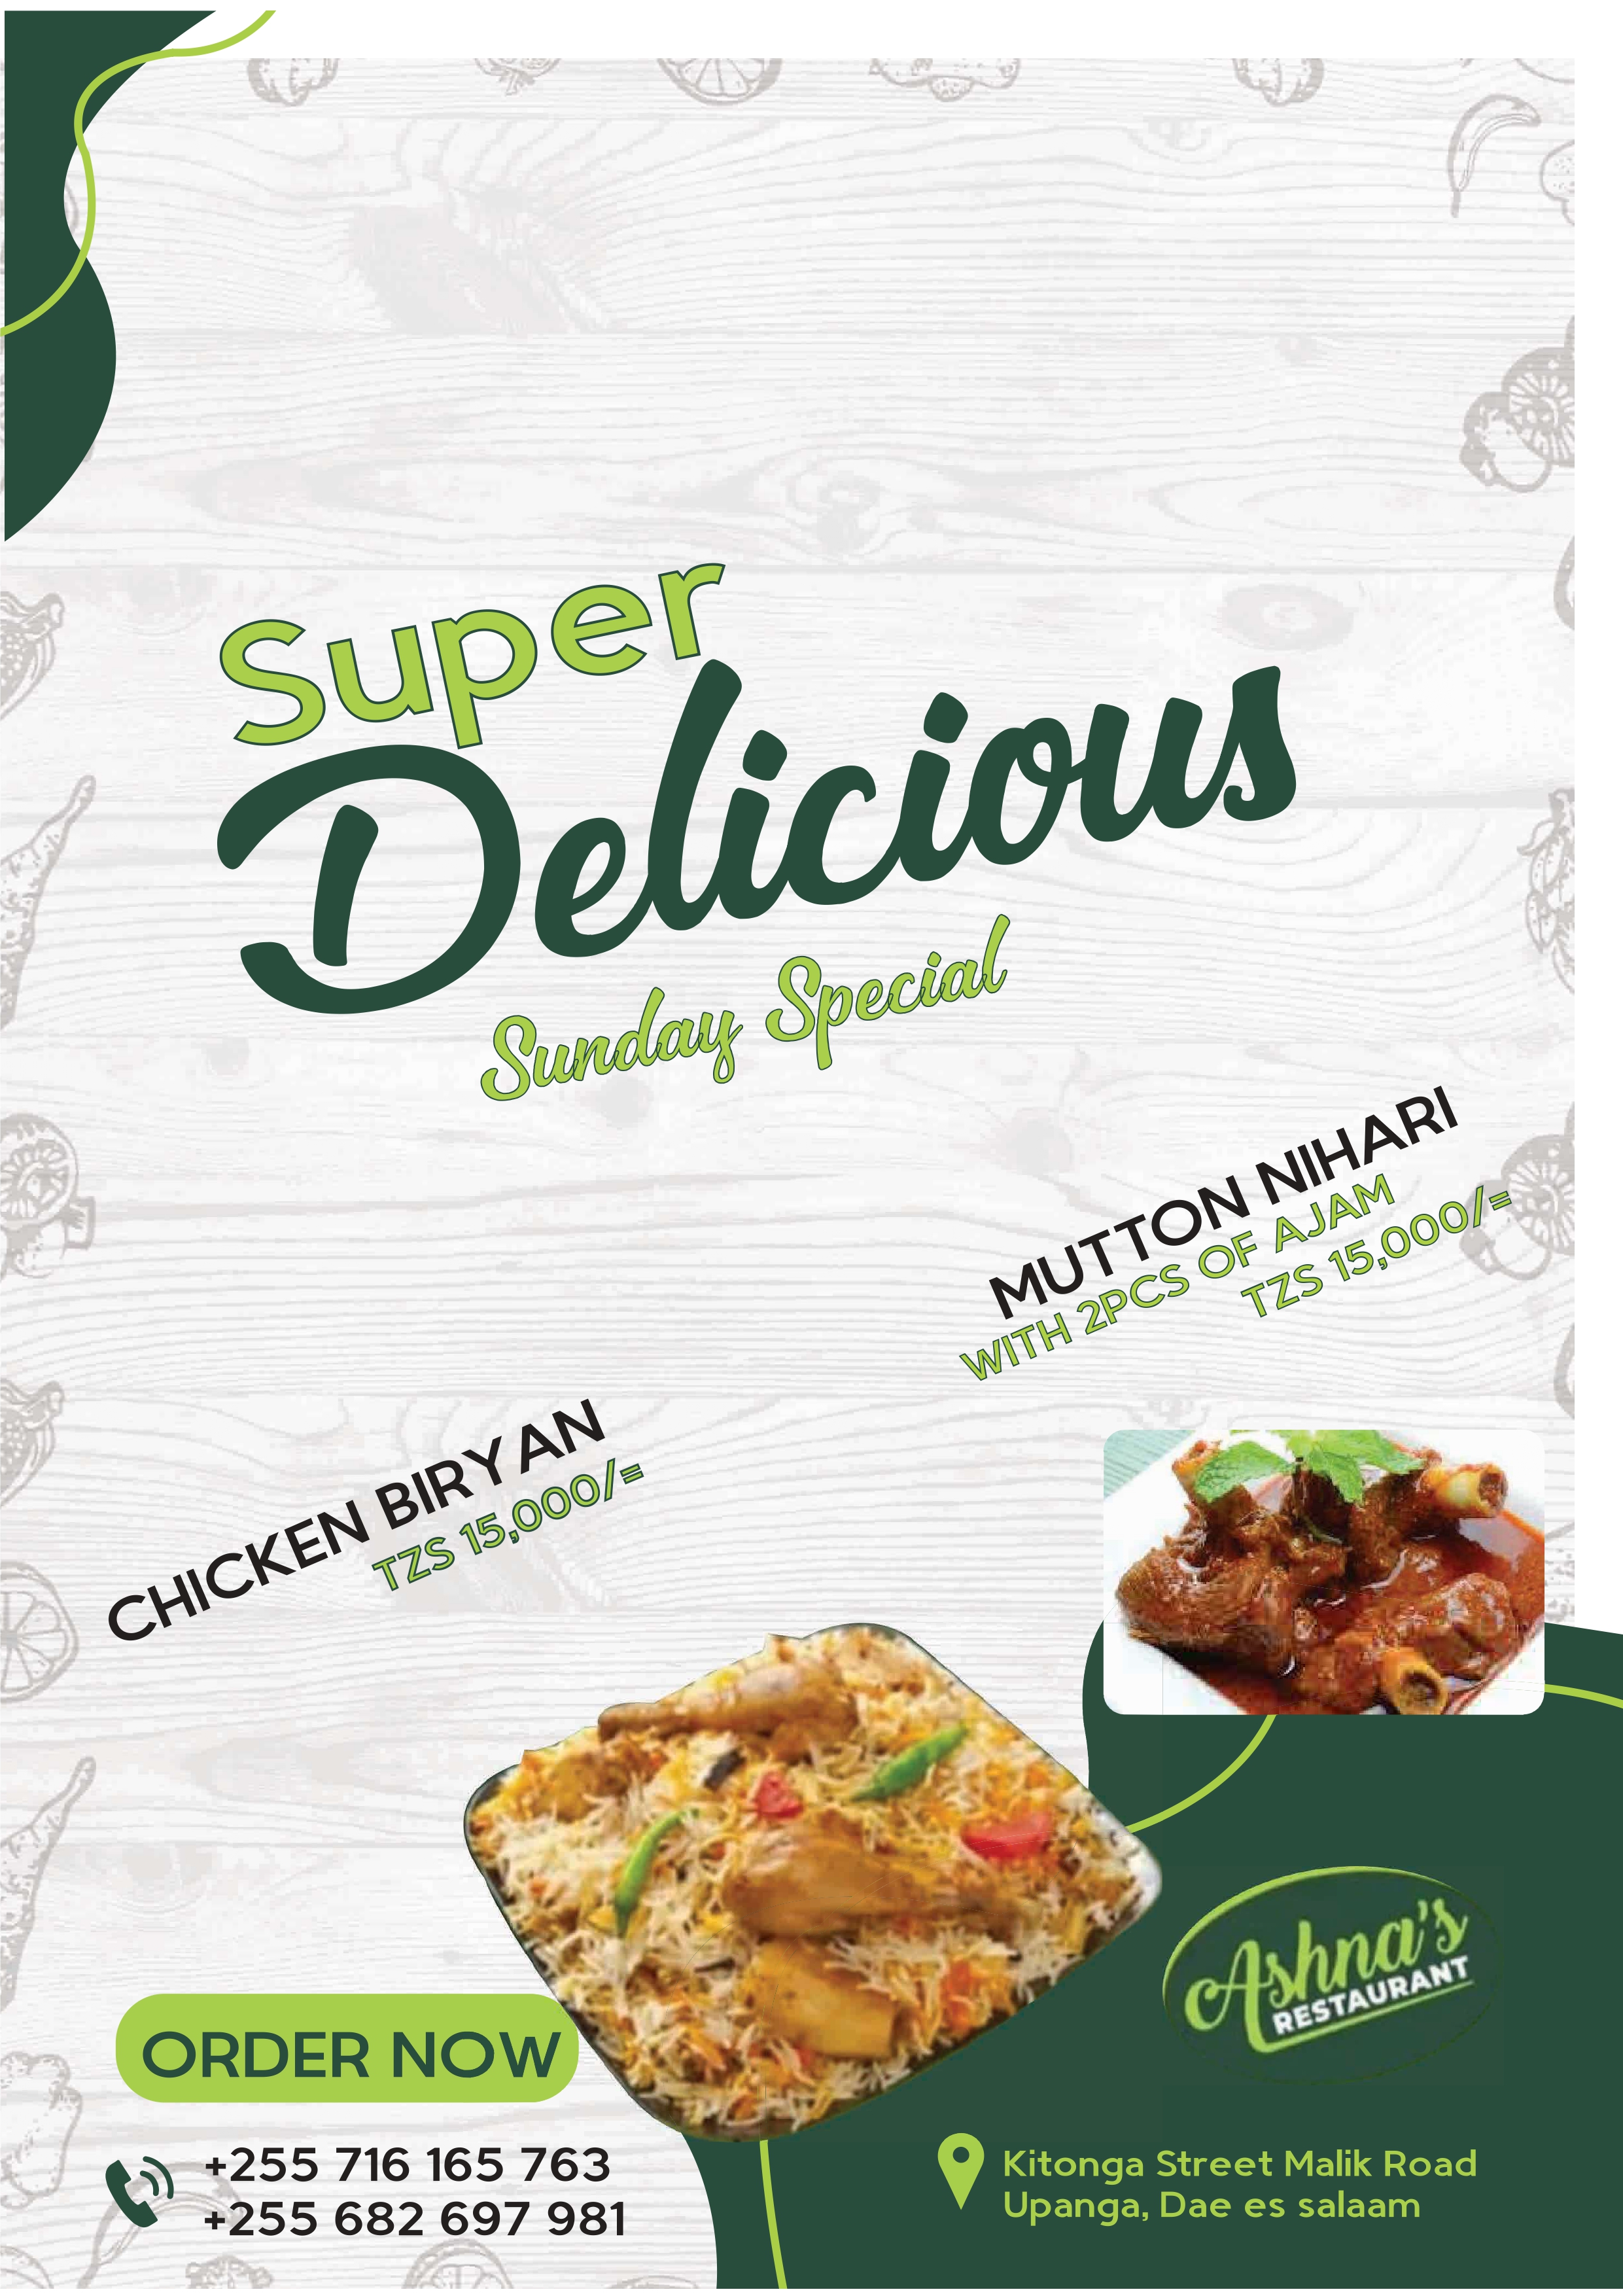 Super
Delicious
Sunday Special
MUTTON NIHARI
WITH 2PCS OF AJAM
TZS 15,000/=
CHICKEN BIRYAN
TZS 15,000/=
Ashna's
RESTAURANT
ORDER NOW
+255 716 165 763
+255 682 697 981
Kitonga Street Malik Road
Upanga, Dae es salaam